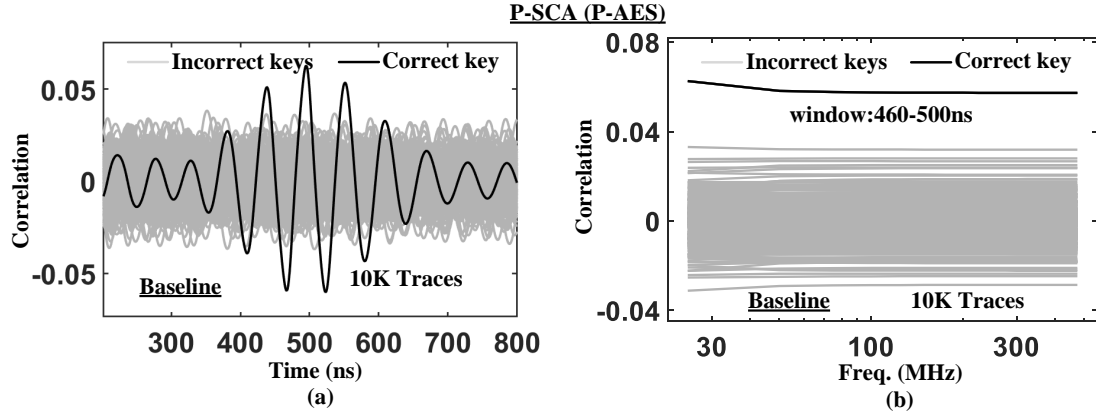 P-SCA (P-AES)
Incorrect keys Correct key
0.05
0
-0.05
Correlation
Baseline
10K Traces
300 400 500 600 700 800
Time (ns)
(a)
0.08
0.04
0
-0.04
Correlation
Incorrect keys Correct key
window:460-500ns
Baseline
10K Traces
30 100 300
Freq. (MHz)
(b)